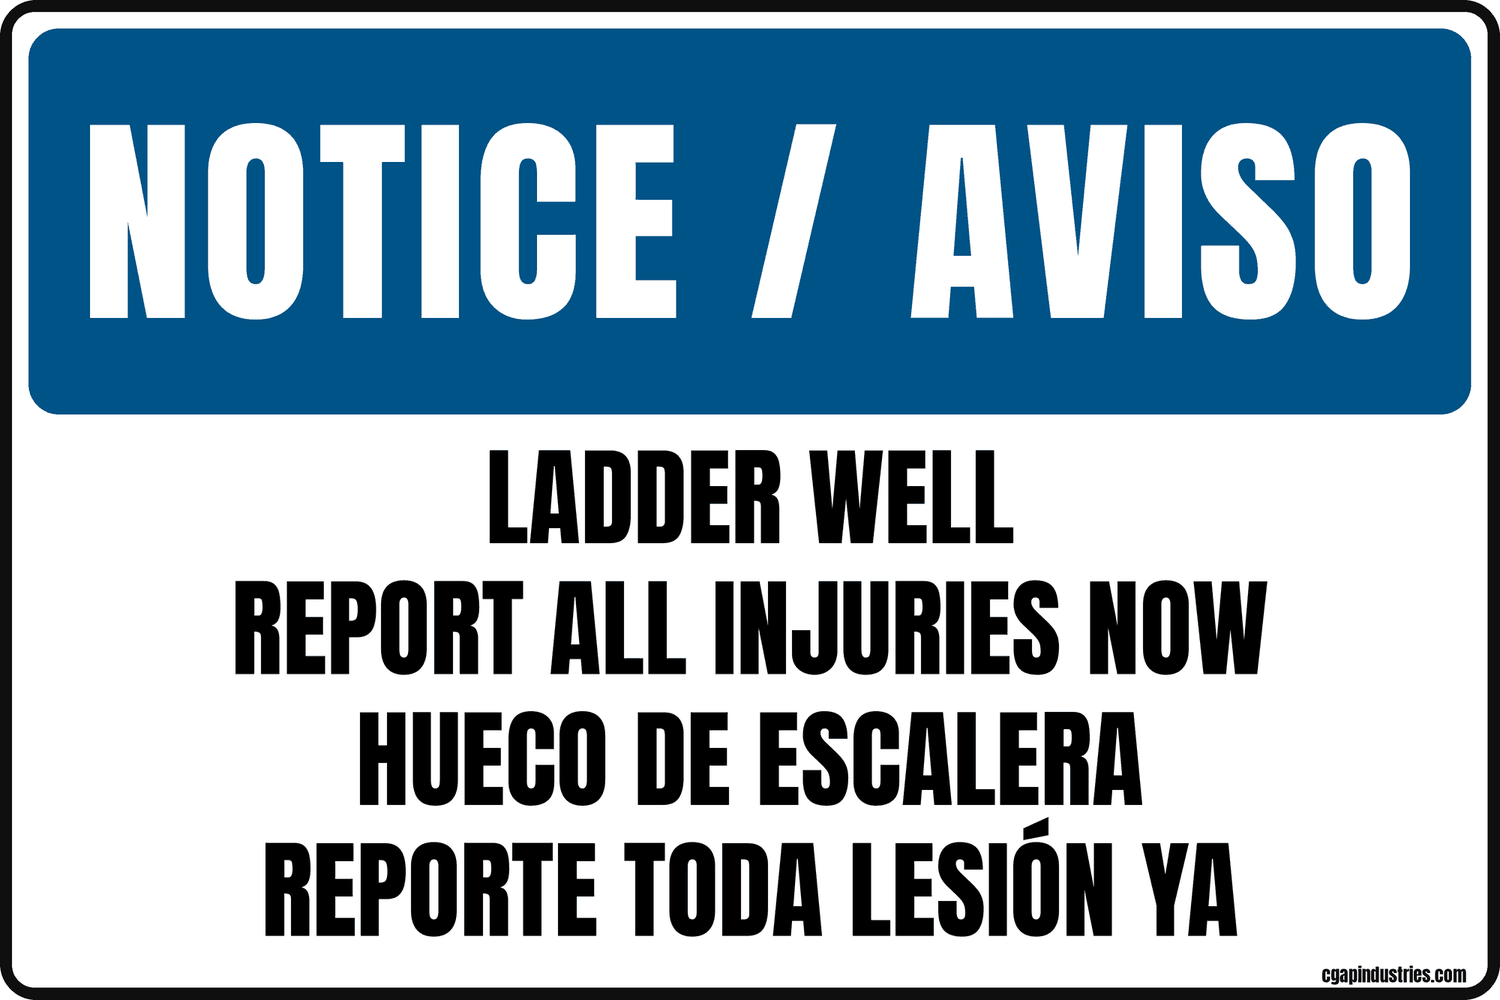 NOTICE / AVISO
LADDER WELL
REPORT ALL INJURIES NOW
HUECO DE ESCALERA
REPORTE TODA LESIÓN YA
cgapindustries.com